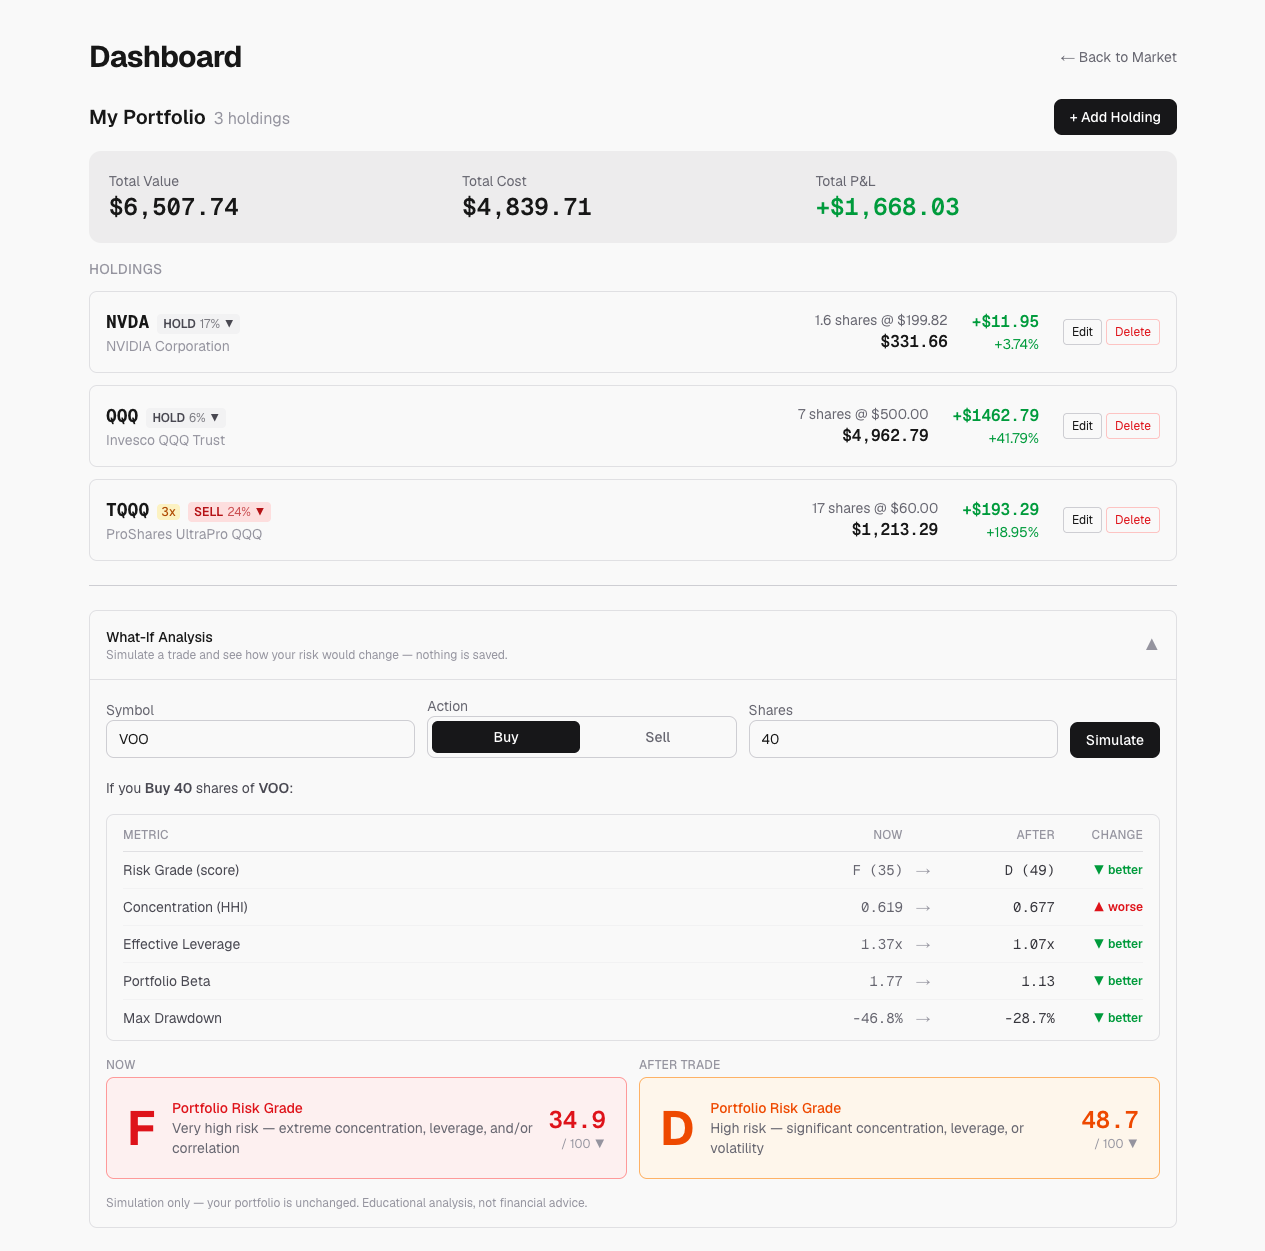 Dashboard
← Back to Market
My Portfolio 3 holdings
+ Add Holding
Total Value
$6,507.74
Total Cost
$4,839.71
Total P&L
+$1,668.03
HOLDINGS
NVDA HOLD 17% ▼
NVIDIA Corporation
1.6 shares @ $199.82
$331.66
+$11.95
+3.74%
Edit Delete
QQQ HOLD 6% ▼
Invesco QQQ Trust
7 shares @ $500.00
$4,962.79
+$1462.79
+41.79%
Edit Delete
TQQQ 3x SELL 24% ▼
ProShares UltraPro QQQ
17 shares @ $60.00
$1,213.29
+$193.29
+18.95%
Edit Delete
What-If Analysis
Simulate a trade and see how your risk would change — nothing is saved.
▲
Symbol
VOO
Action
Buy Sell
Shares
40
Simulate
If you Buy 40 shares of VOO:
METRIC NOW AFTER CHANGE
Risk Grade (score) F (35) → D (49) ▼ better
Concentration (HHI) 0.619 → 0.677 ▲ worse
Effective Leverage 1.37x → 1.07x ▼ better
Portfolio Beta 1.77 → 1.13 ▼ better
Max Drawdown -46.8% → -28.7% ▼ better
NOW
F
Portfolio Risk Grade
Very high risk — extreme concentration, leverage, and/or
correlation
34.9
/ 100 ▼
AFTER TRADE
D
Portfolio Risk Grade
High risk — significant concentration, leverage, or
volatility
48.7
/ 100 ▼
Simulation only — your portfolio is unchanged. Educational analysis, not financial advice.